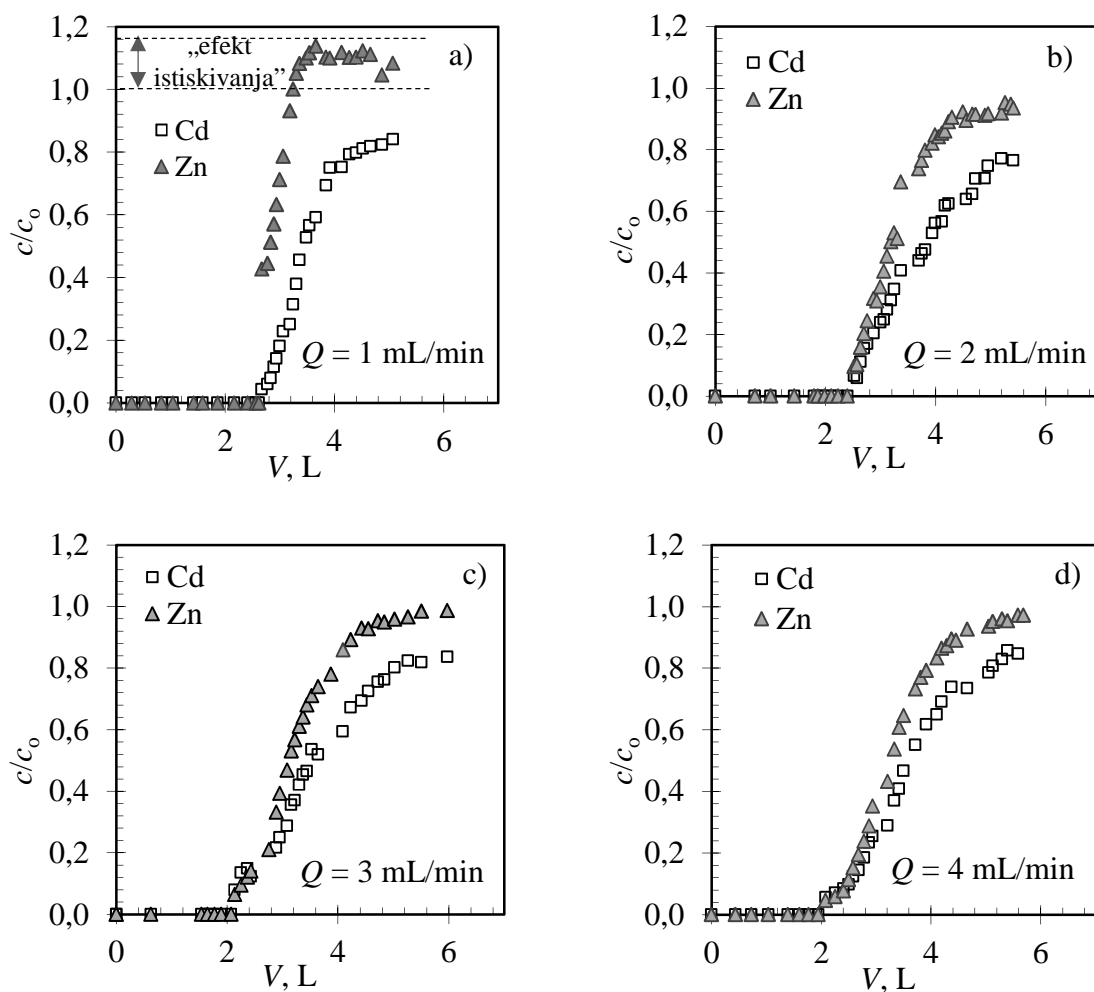 1,2
1,0
0,8
0,6
0,4
0,2
0,0
c/cₒ
„efekt
istiskivanja”
a)
Cd
Zn
Q = 1 mL/min
0 2 4 6
V, L
1,2
1,0
0,8
0,6
0,4
0,2
0,0
c/cₒ
b)
Cd
Zn
Q = 2 mL/min
0 2 4 6
V, L
1,2
1,0
0,8
0,6
0,4
0,2
0,0
c/cₒ
c)
Cd
Zn
Q = 3 mL/min
0 2 4 6
V, L
1,2
1,0
0,8
0,6
0,4
0,2
0,0
c/cₒ
d)
Cd
Zn
Q = 4 mL/min
0 2 4 6
V, L